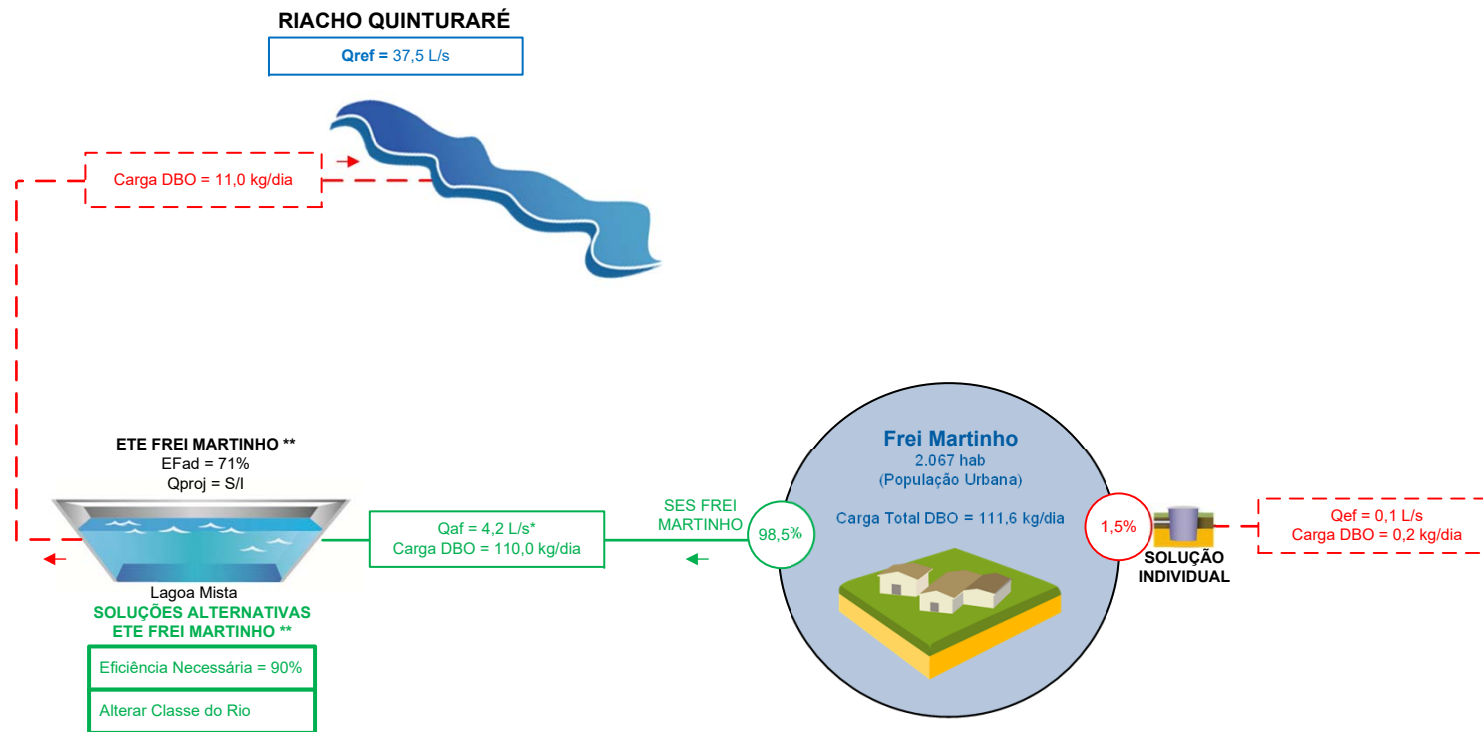 RIACHO QUINTURARÉ
Qref = 37,5 L/s
Carga DBO = 11,0 kg/dia
ETE FREI MARTINHO **
EFad = 71%
Qproj = S/I
Lagoa Mista
SOLUÇÕES ALTERNATIVAS
ETE FREI MARTINHO **
Eficiência Necessária = 90%
Alterar Classe do Rio
Qaf = 4,2 L/s*
Carga DBO = 110,0 kg/dia
SES FREI
MARTINHO
98,5%
Frei Martinho
2.067 hab
(População Urbana)
Carga Total DBO = 111,6 kg/dia
1,5%
SOLUÇÃO
INDIVIDUAL
Qef = 0,1 L/s
Carga DBO = 0,2 kg/dia